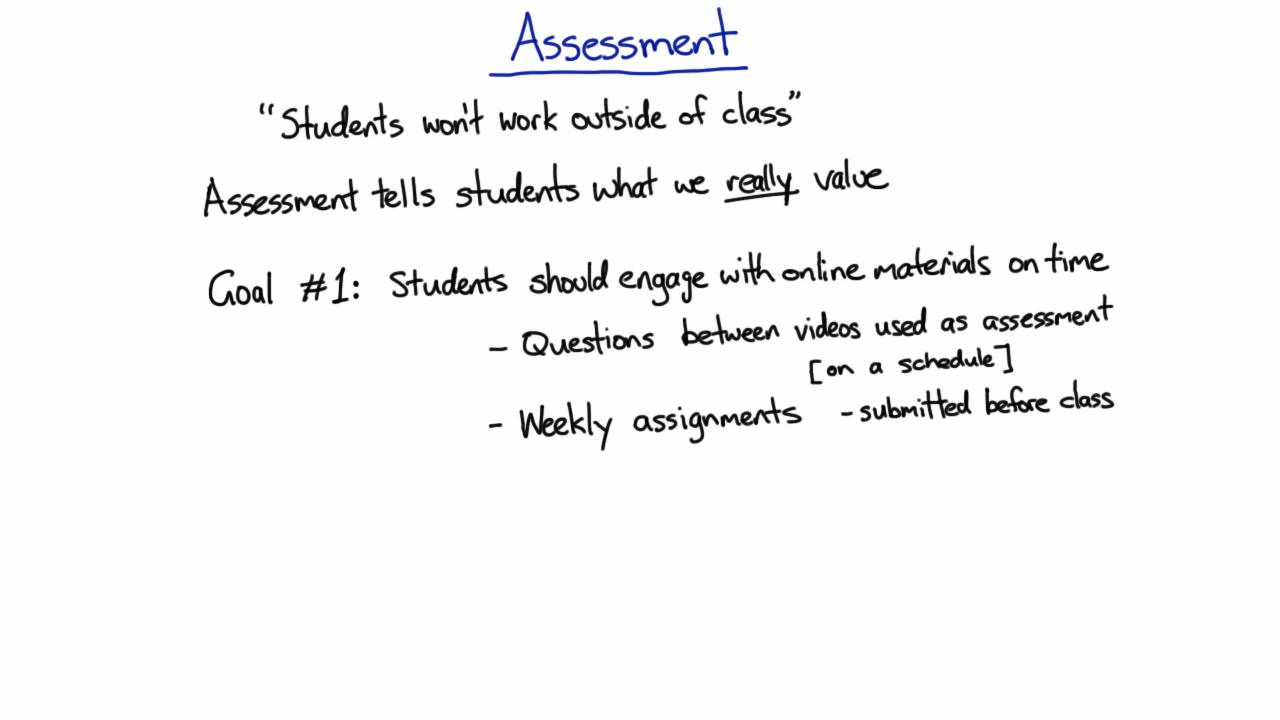 Assessment
"Students won't work outside of class"
Assessment tells students what we really value
Goal #1: Students should engage with online materials on time
- Questions between videos used as assessment
[on a schedule]
- Weekly assignments - submitted before class